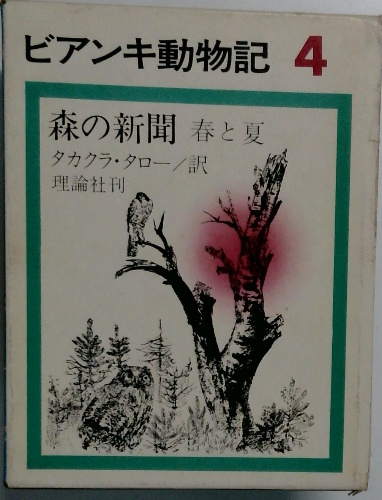 ビアンキ動物記 4
森の新聞 春と夏
タカクラ・タロー／訳
理論社刊